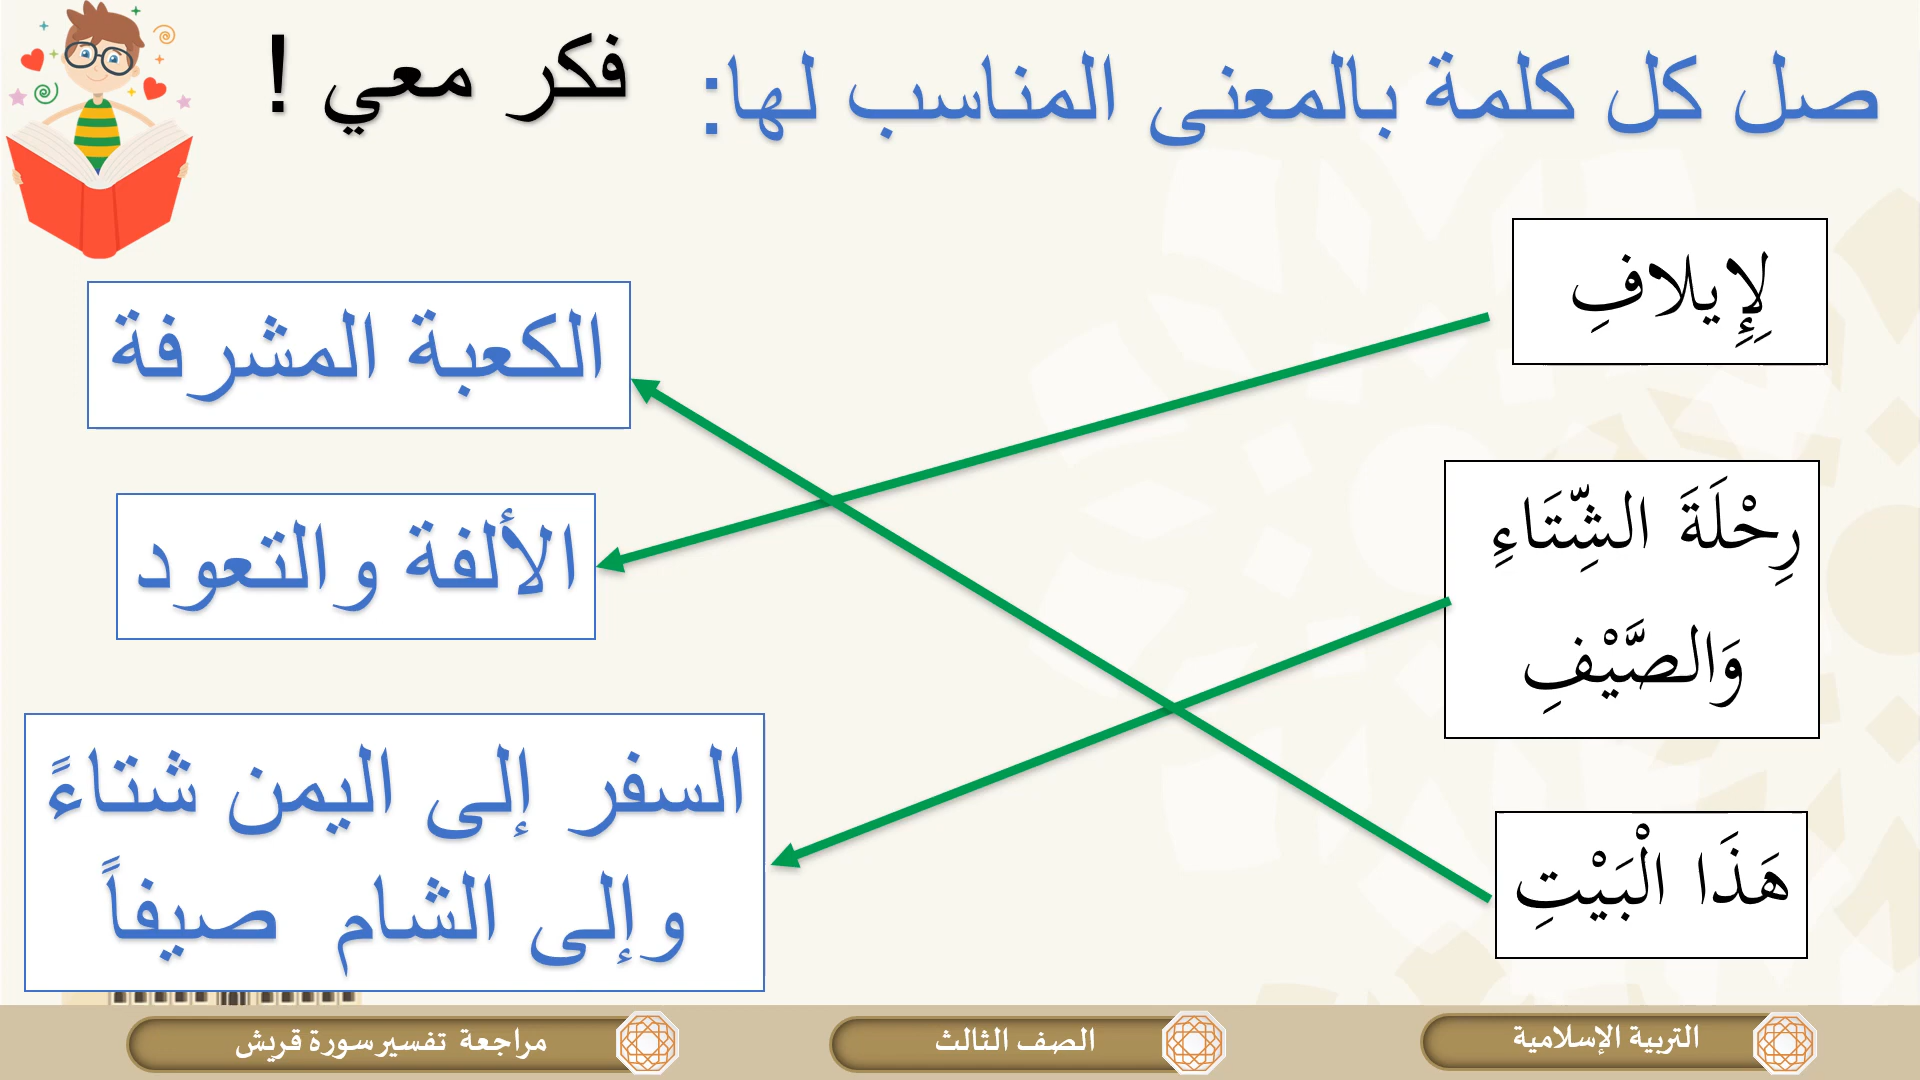 صل كل كلمة بالمعنى المناسب لها:
فكر معي !
لِإِيلافِ
رِحْلَةَ الشِّتَاءِ
وَالصَّيْفِ
هَذَا الْبَيْتِ
الكعبة المشرفة
الألفة والتعود
السفر إلى اليمن شتاءً
وإلى الشام صيفاً
التربية الإسلامية
الصف الثالث
مراجعة تفسير سورة قريش